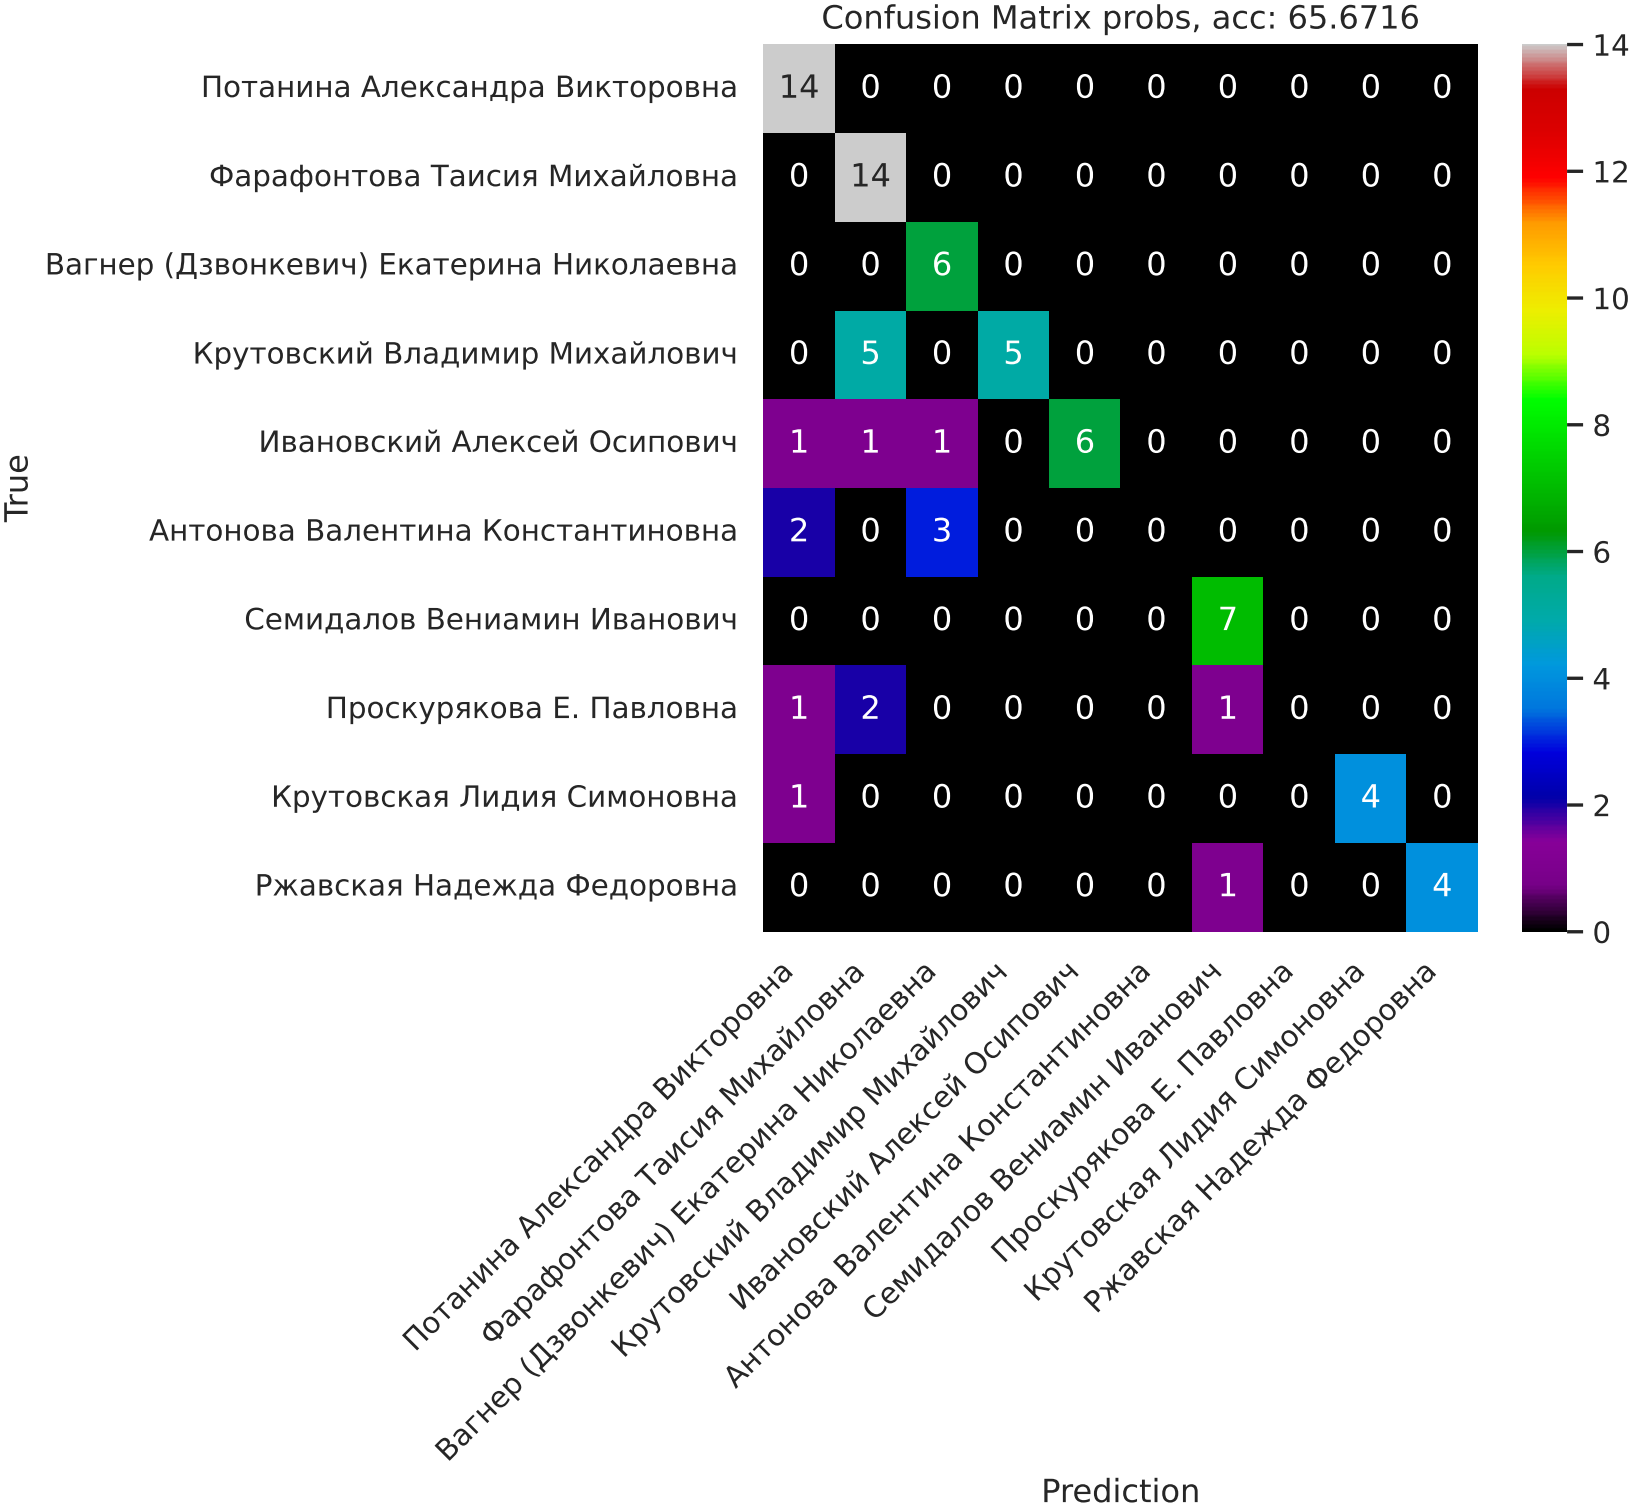 Confusion Matrix probs, acc: 65.6716
True
Потанина Александра Викторовна 14 0 0 0 0 0 0 0 0 0
Фарафонтова Таисия Михайловна 0 14 0 0 0 0 0 0 0 0
Вагнер (Дзвонкевич) Екатерина Николаевна 0 0 6 0 0 0 0 0 0 0
Крутовский Владимир Михайлович 0 5 0 5 0 0 0 0 0 0
Ивановский Алексей Осипович 1 1 1 0 6 0 0 0 0 0
Антонова Валентина Константиновна 2 0 3 0 0 0 0 0 0 0
Семидалов Вениамин Иванович 0 0 0 0 0 0 7 0 0 0
Проскурякова Е. Павловна 1 2 0 0 0 0 1 0 0 0
Крутовская Лидия Симоновна 1 0 0 0 0 0 0 0 4 0
Ржавская Надежда Федоровна 0 0 0 0 0 0 1 0 0 4
Потанина Александра Викторовна
Фарафонтова Таисия Михайловна
Вагнер (Дзвонкевич) Екатерина Николаевна
Крутовский Владимир Михайлович
Ивановский Алексей Осипович
Антонова Валентина Константиновна
Семидалов Вениамин Иванович
Проскурякова Е. Павловна
Крутовская Лидия Симоновна
Ржавская Надежда Федоровна
Prediction
14
12
10
8
6
4
2
0